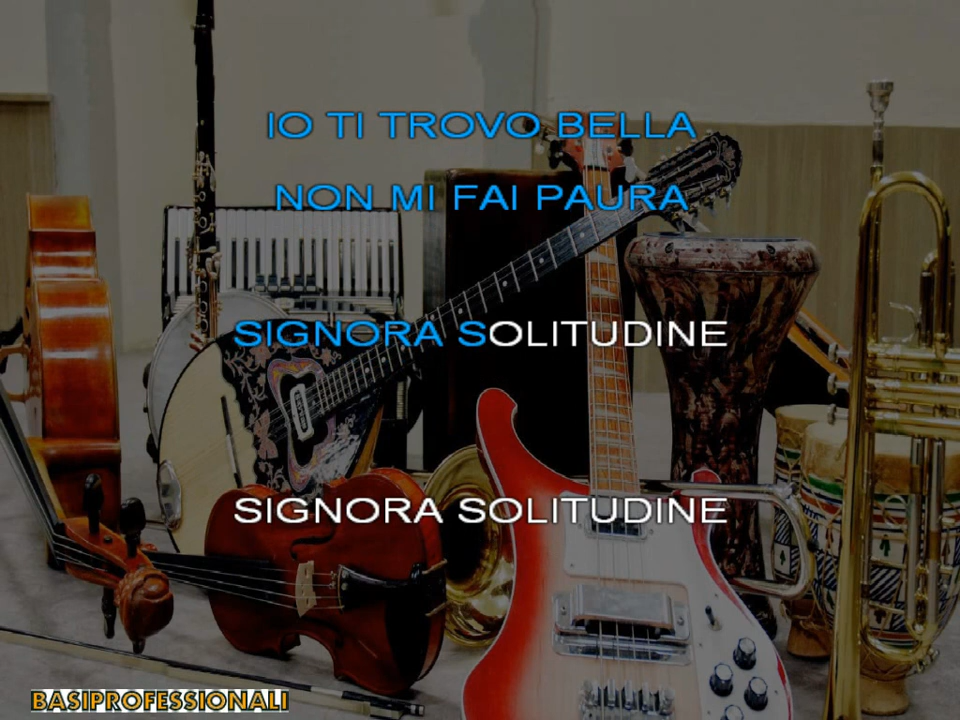 IO TI TROVO BELLA
NON MI FAI PAURA
SIGNORA SOLITUDINE
SIGNORA SOLITUDINE
BASIPROFESSIONALI